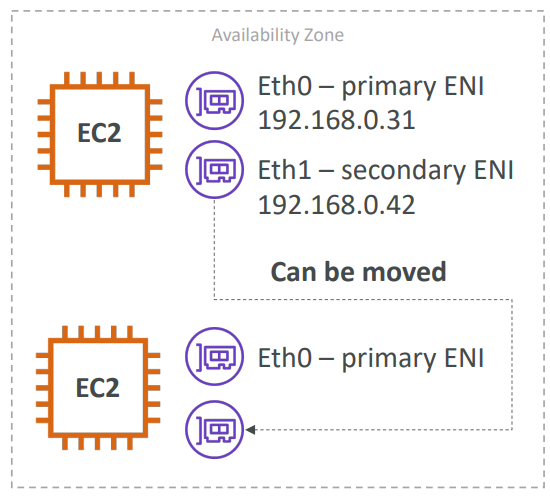 Availability Zone
EC2
Eth0 – primary ENI
192.168.0.31
Eth1 – secondary ENI
192.168.0.42
Can be moved
EC2
Eth0 – primary ENI